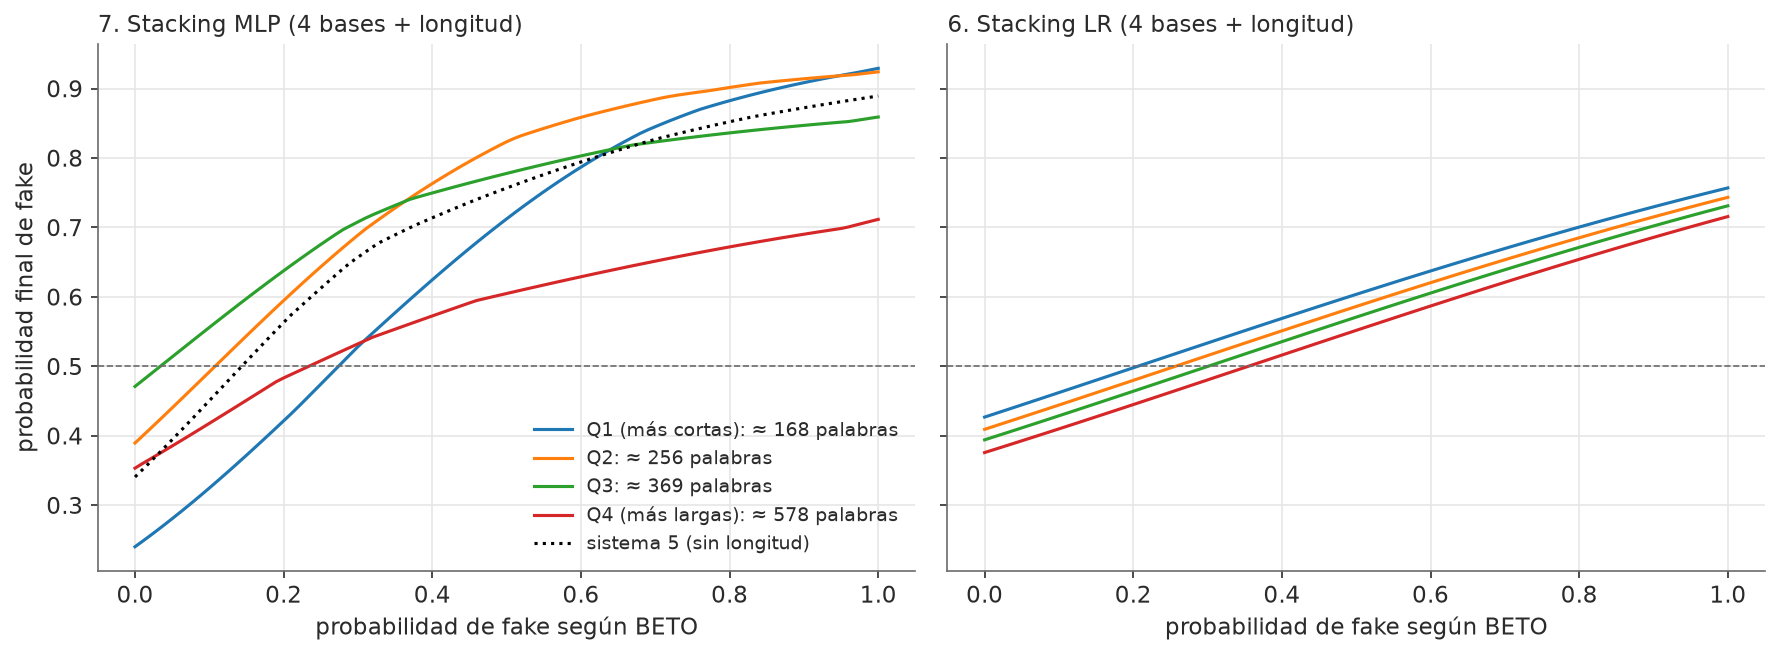 7. Stacking MLP (4 bases + longitud)
6. Stacking LR (4 bases + longitud)
probabilidad final de fake
0.9
0.8
0.7
0.6
0.5
0.4
0.3
Q1 (más cortas): ≈ 168 palabras
Q2: ≈ 256 palabras
Q3: ≈ 369 palabras
Q4 (más largas): ≈ 578 palabras
sistema 5 (sin longitud)
0.0 0.2 0.4 0.6 0.8 1.0
0.0 0.2 0.4 0.6 0.8 1.0
probabilidad de fake según BETO
probabilidad de fake según BETO